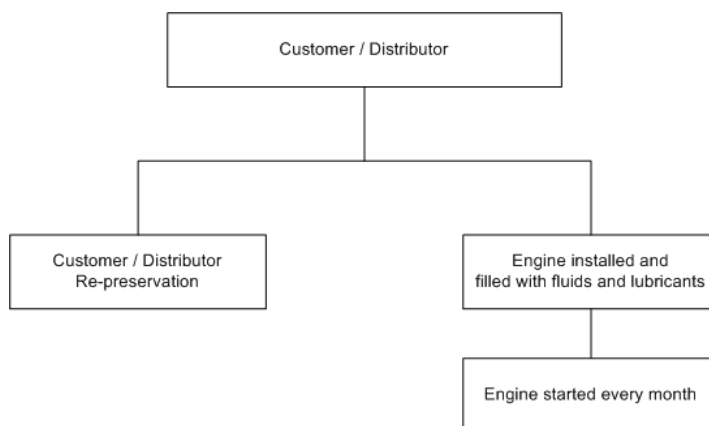 Customer / Distributor
Customer / Distributor
Re-preservation
Engine installed and
filled with fluids and lubricants
Engine started every month